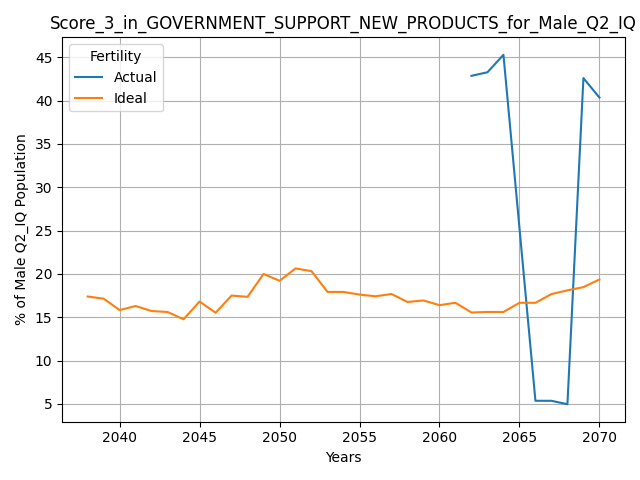 Score_3_in_GOVERNMENT_SUPPORT_NEW_PRODUCTS_for_Male_Q2_IQ
Fertility
Actual
Ideal
% of Male Q2_IQ Population
45
40
35
30
25
20
15
10
5
2040 2045 2050 2055 2060 2065 2070
Years